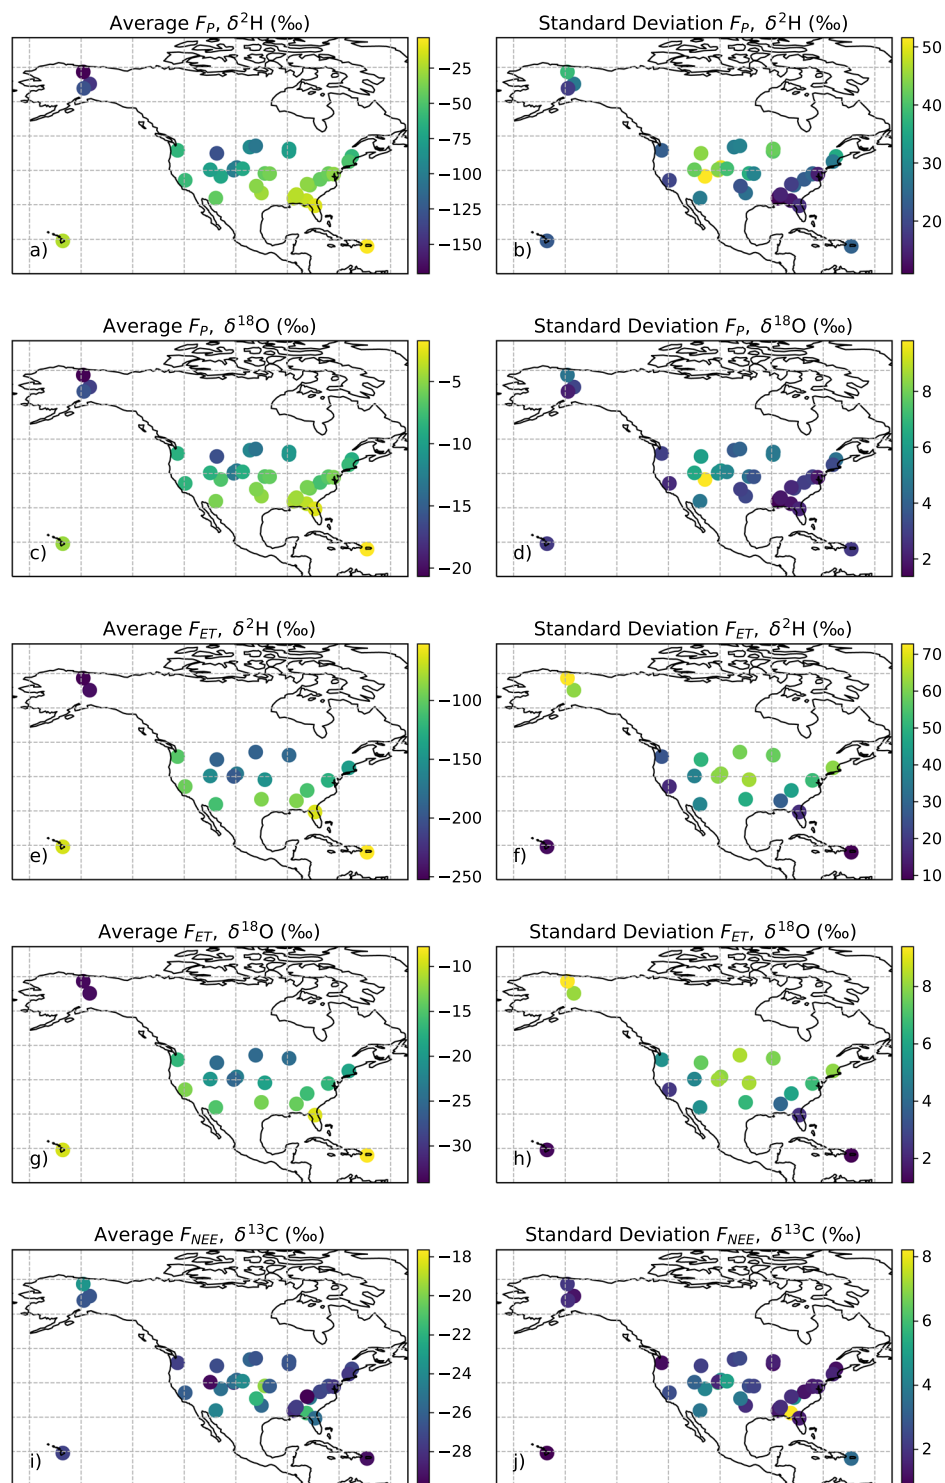 Average F_P, δ²H (‰)
−25
−50
−75
−100
−125
−150
a)
Standard Deviation F_P, δ²H (‰)
50
40
30
20
b)
Average F_P, δ¹⁸O (‰)
−5
−10
−15
−20
c)
Standard Deviation F_P, δ¹⁸O (‰)
8
6
4
2
d)
Average F_ET, δ²H (‰)
−100
−150
−200
−250
e)
Standard Deviation F_ET, δ²H (‰)
70
60
50
40
30
20
10
f)
Average F_ET, δ¹⁸O (‰)
−10
−15
−20
−25
−30
g)
Standard Deviation F_ET, δ¹⁸O (‰)
8
6
4
2
h)
Average F_NEE, δ¹³C (‰)
−18
−20
−22
−24
−26
−28
i)
Standard Deviation F_NEE, δ¹³C (‰)
8
6
4
2
j)